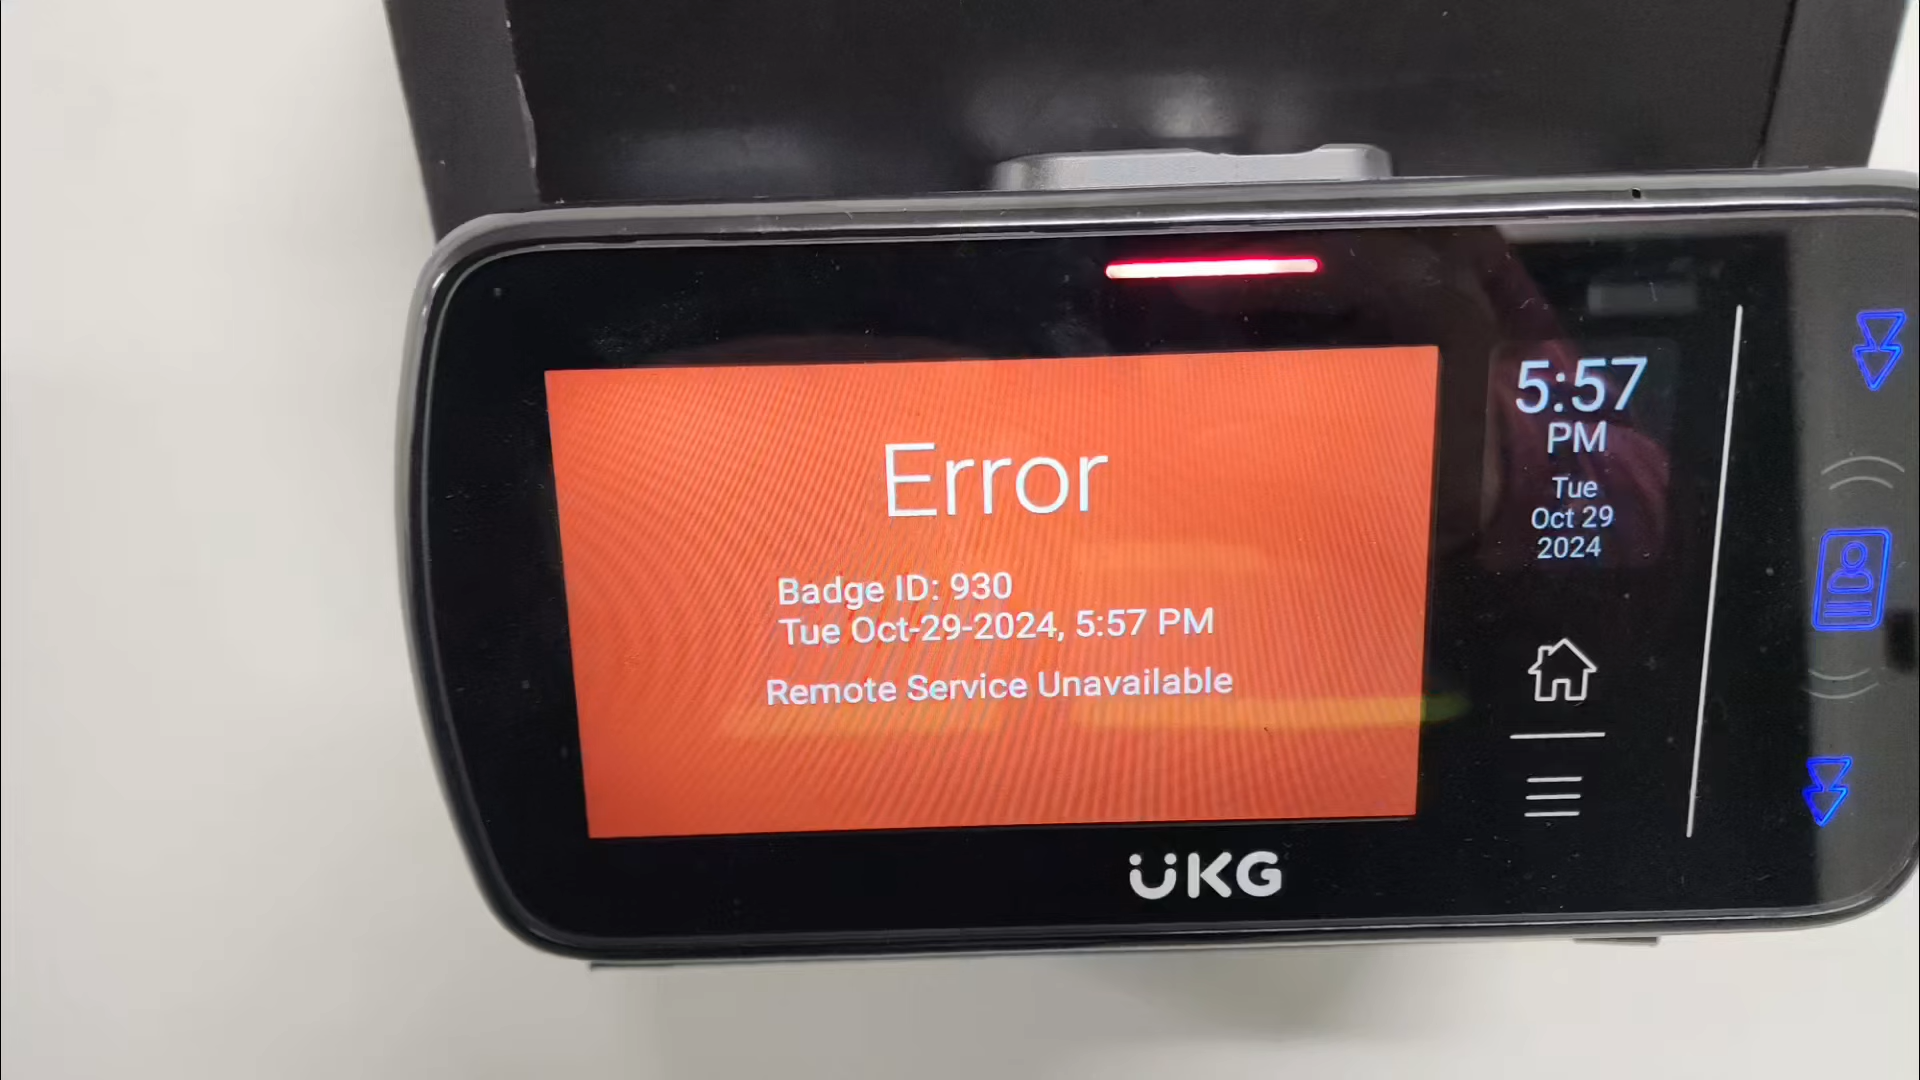 Error
Badge ID: 930
Tue Oct-29-2024, 5:57 PM
Remote Service Unavailable
5:57
PM
Tue
Oct 29
2024
UKG